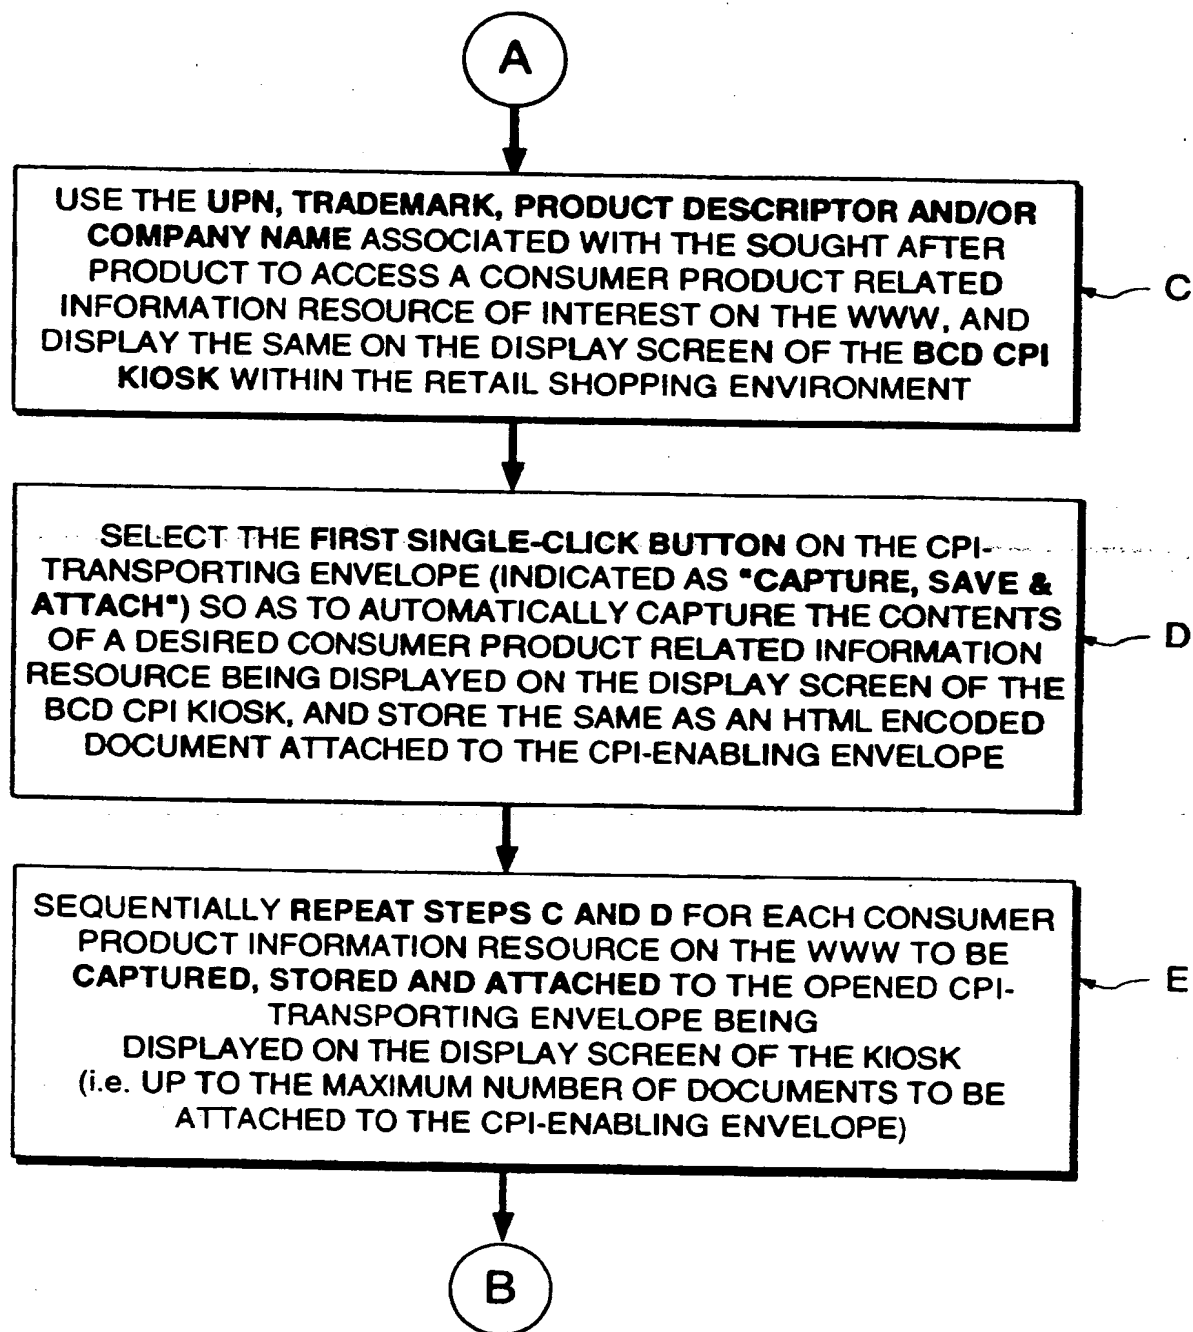 A
USE THE UPN, TRADEMARK, PRODUCT DESCRIPTOR AND/OR
COMPANY NAME ASSOCIATED WITH THE SOUGHT AFTER
PRODUCT TO ACCESS A CONSUMER PRODUCT RELATED
INFORMATION RESOURCE OF INTEREST ON THE WWW, AND
DISPLAY THE SAME ON THE DISPLAY SCREEN OF THE BCD CPI
KIOSK WITHIN THE RETAIL SHOPPING ENVIRONMENT
C
SELECT THE FIRST SINGLE-CLICK BUTTON ON THE CPI-
TRANSPORTING ENVELOPE (INDICATED AS "CAPTURE, SAVE &
ATTACH") SO AS TO AUTOMATICALLY CAPTURE THE CONTENTS
OF A DESIRED CONSUMER PRODUCT RELATED INFORMATION
RESOURCE BEING DISPLAYED ON THE DISPLAY SCREEN OF THE
BCD CPI KIOSK, AND STORE THE SAME AS AN HTML ENCODED
DOCUMENT ATTACHED TO THE CPI-ENABLING ENVELOPE
D
SEQUENTIALLY REPEAT STEPS C AND D FOR EACH CONSUMER
PRODUCT INFORMATION RESOURCE ON THE WWW TO BE
CAPTURED, STORED AND ATTACHED TO THE OPENED CPI-
TRANSPORTING ENVELOPE BEING
DISPLAYED ON THE DISPLAY SCREEN OF THE KIOSK
(i.e. UP TO THE MAXIMUM NUMBER OF DOCUMENTS TO BE
ATTACHED TO THE CPI-ENABLING ENVELOPE)
E
B